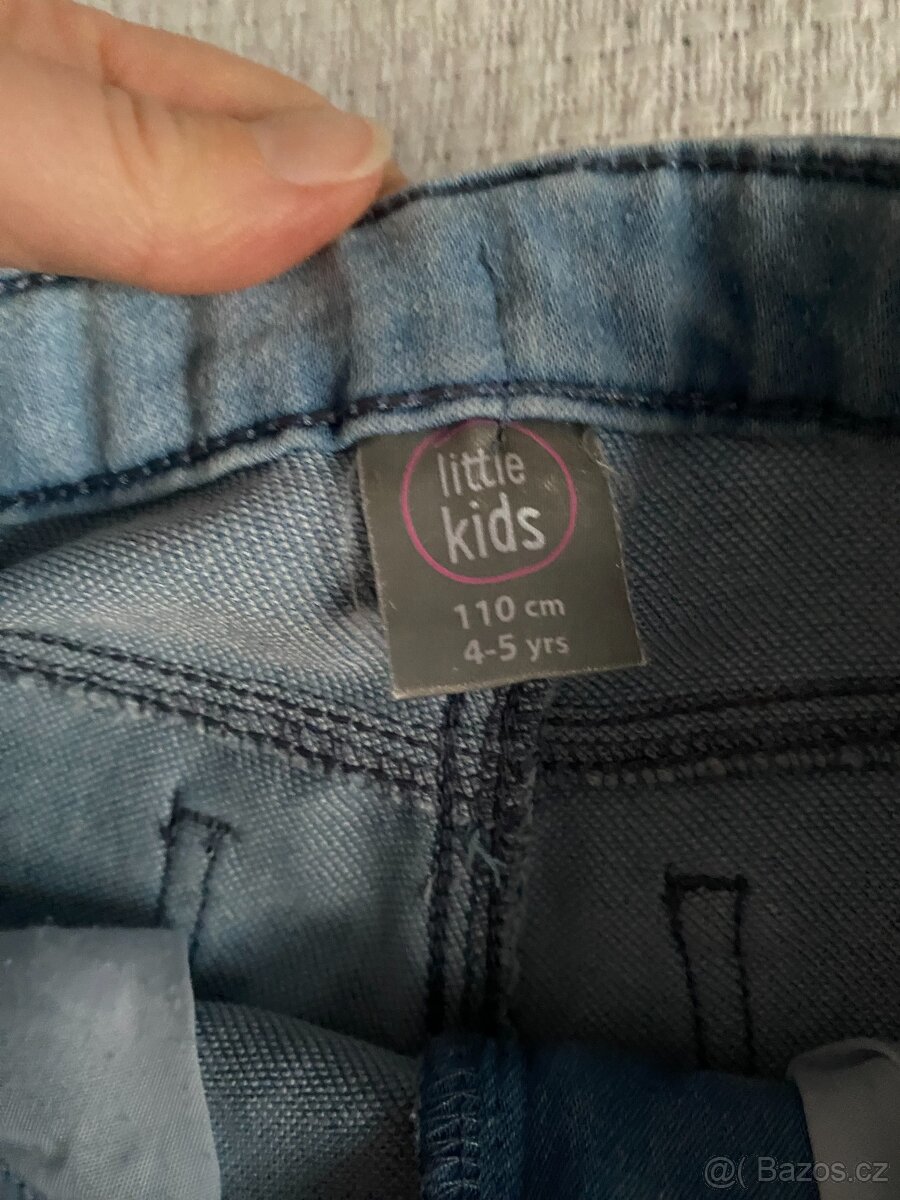 little
kids
110 cm
4-5 yrs
@( Bazos.cz